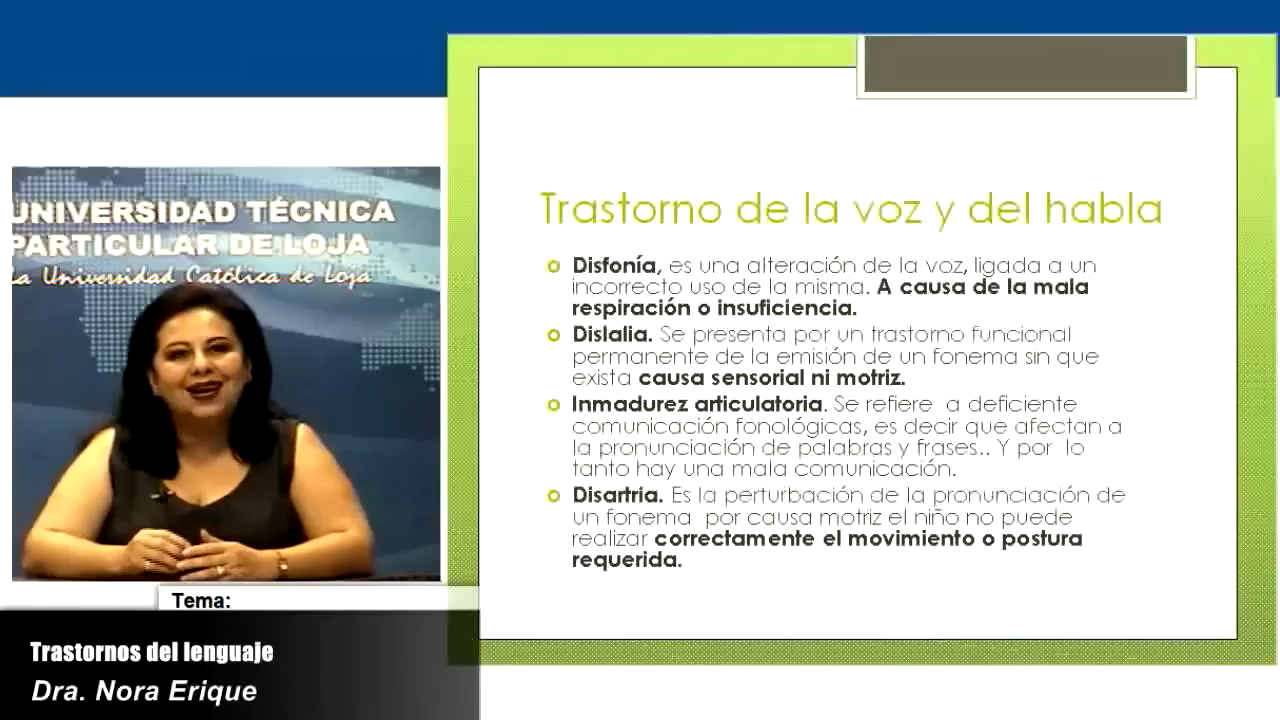 UNIVERSIDAD TÉCNICA
PARTICULAR DE LOJA
La Universidad Católica de Loja
Trastorno de la voz y del habla
Disfonía, es una alteración de la voz, ligada a un
incorrecto uso de la misma. A causa de la mala
respiración o insuficiencia.
Dislalia. Se presenta por un trastorno funcional
permanente de la emisión de un fonema sin que
exista causa sensorial ni motriz.
Inmadurez articulatoria. Se refiere a deficiente
comunicación fonológicas, es decir que afectan a
la pronunciación de palabras y frases.. Y por lo
tanto hay una mala comunicación.
Disartria. Es la perturbación de la pronunciación de
un fonema por causa motriz el niño no puede
realizar correctamente el movimiento o postura
requerida.
Tema:
Trastornos del lenguaje
Dra. Nora Erique